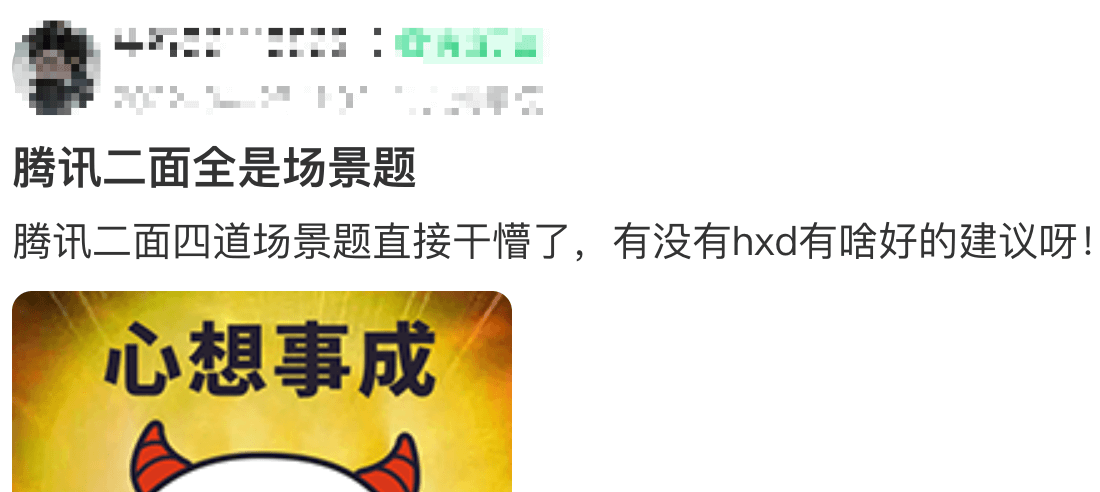 腾讯二面全是场景题
腾讯二面四道场景题直接干懵了，有没有hxd有啥好的建议呀！
心想事成